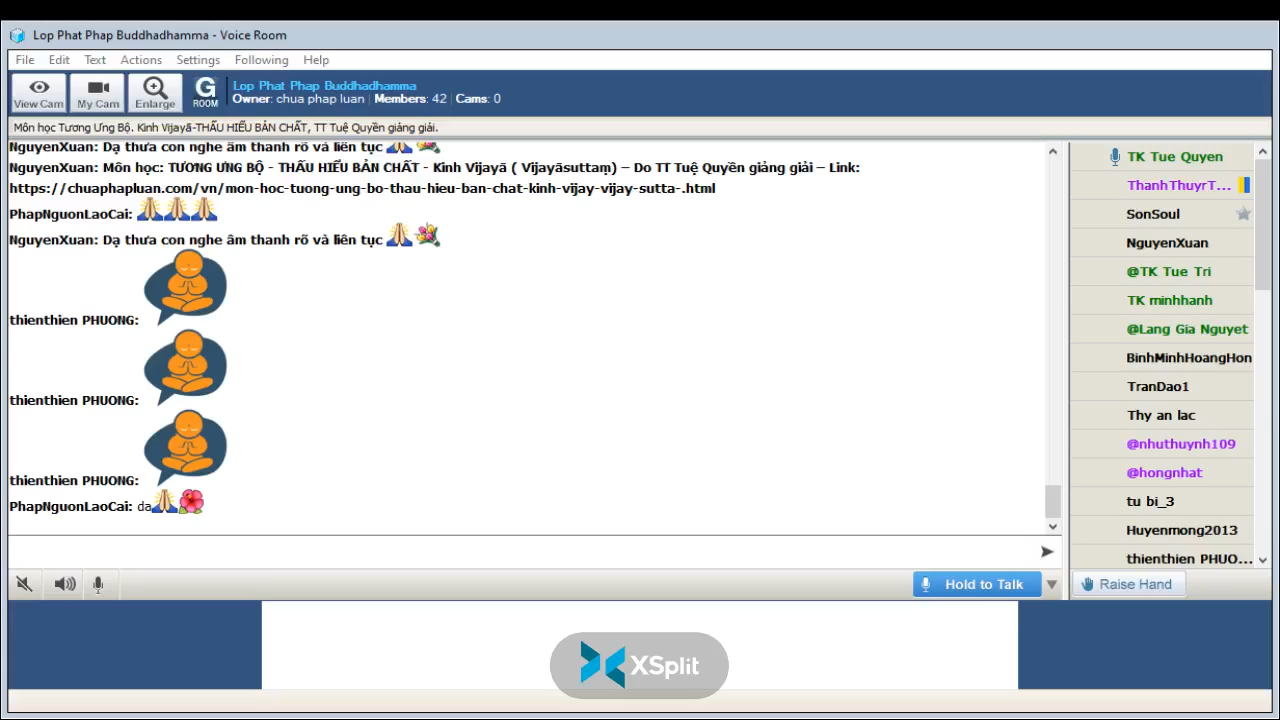 Lop Phat Phap Buddhadhamma - Voice Room
File Edit Text Actions Settings Following Help
View Cam My Cam Enlarge G ROOM
Lop Phat Phap Buddhadhamma
Owner: chua phap luan | Members: 42 | Cams: 0
Môn học Tương Ưng Bộ. Kinh Vijayā-THẤU HIỂU BẢN CHẤT, TT Tuệ Quyền giảng giải.
NguyenXuan: Dạ thưa con nghe âm thanh rõ và liên tục
NguyenXuan: Môn học: TƯƠNG ƯNG BỘ - THẤU HIỂU BẢN CHẤT - Kinh Vijayā ( Vijayāsuttaṃ) – Do TT Tuệ Quyền giảng giải – Link:
https://chuaphapluan.com/vn/mon-hoc-tuong-ung-bo-thau-hieu-ban-chat-kinh-vijay-vijay-sutta-.html
PhapNguonLaoCai:
NguyenXuan: Dạ thưa con nghe âm thanh rõ và liên tục
thienthien PHUONG:
thienthien PHUONG:
thienthien PHUONG:
PhapNguonLaoCai: da
TK Tue Quyen
ThanhThuyrT...
SonSoul
NguyenXuan
@TK Tue Tri
TK minhhanh
@Lang Gia Nguyet
BinhMinhHoangHon
TranDao1
Thy an lac
@nhuthuynh109
@hongnhat
tu bi_3
Huyenmong2013
thienthien PHUO...
Hold to Talk
Raise Hand
XSplit